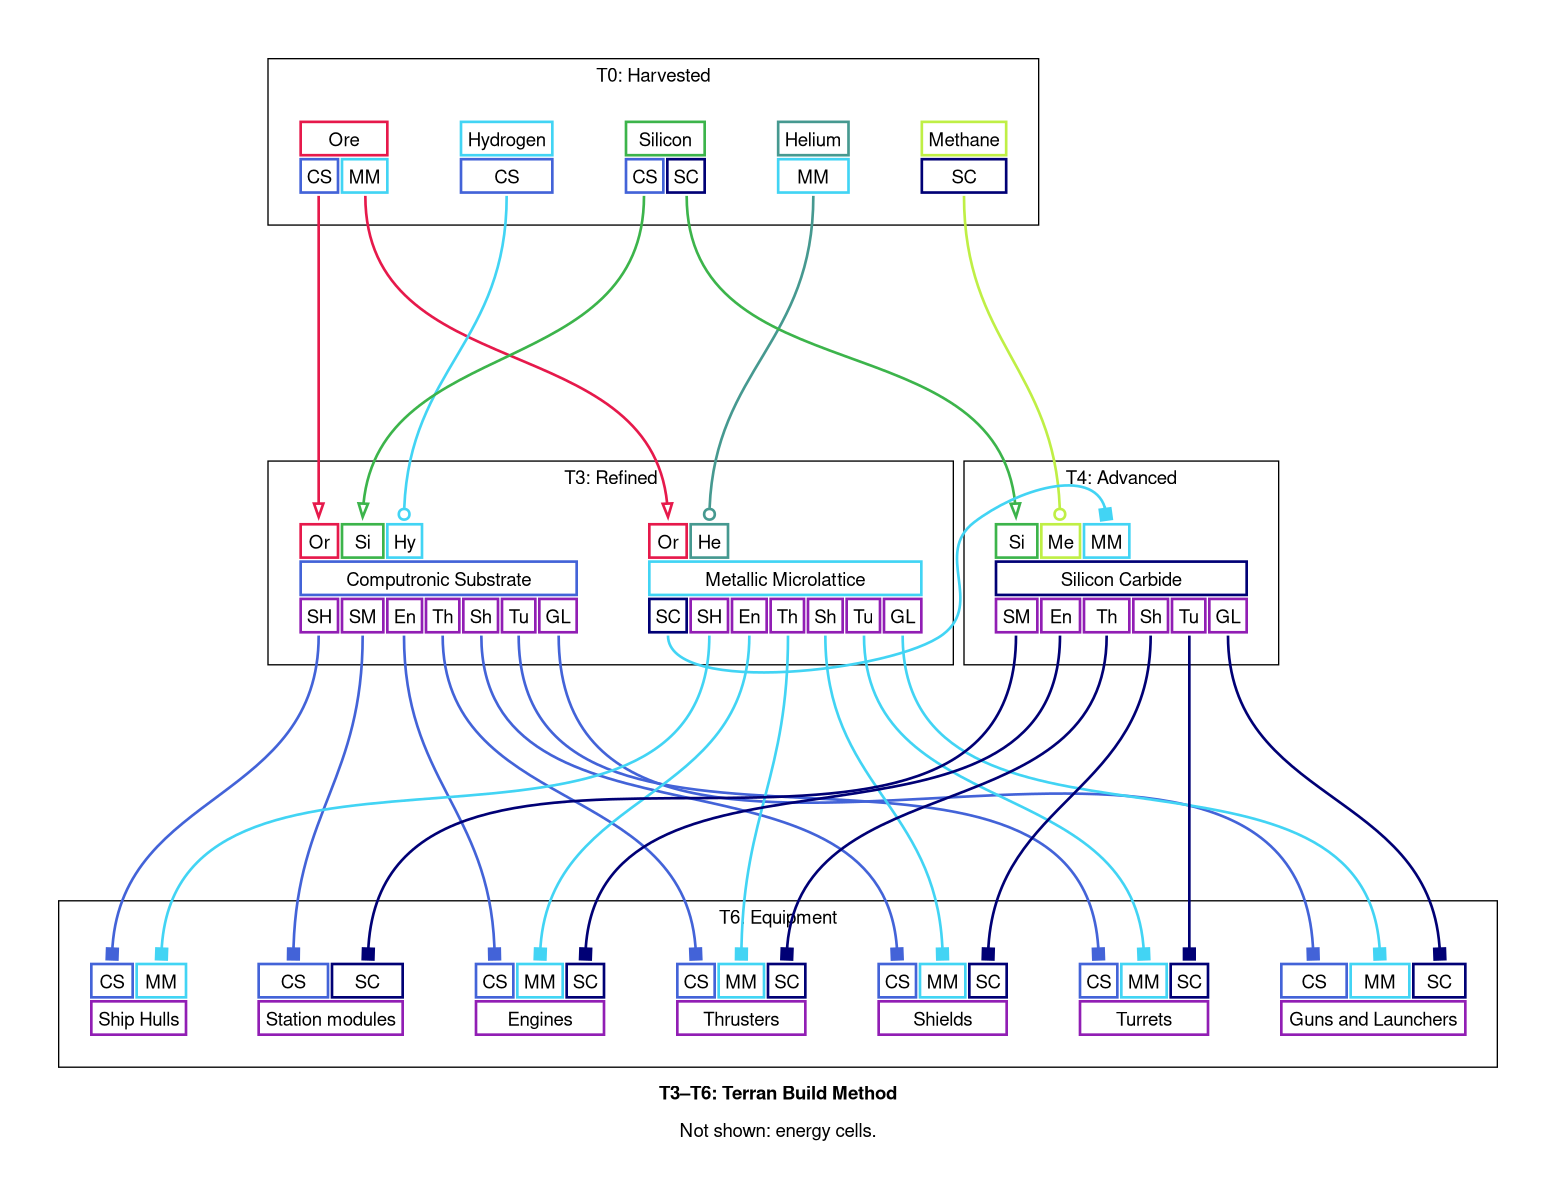 T0: Harvested
Ore Hydrogen Silicon Helium Methane
CS MM CS CS SC MM SC
T3: Refined T4: Advanced
Or Si Hy Or He Si Me MM
Computronic Substrate Metallic Microlattice Silicon Carbide
SH SM En Th Sh Tu GL SC SH En Th Sh Tu GL SM En Th Sh Tu GL
T6: Equipment
CS MM CS SC CS MM SC CS MM SC CS MM SC CS MM SC CS MM SC
Ship Hulls Station modules Engines Thrusters Shields Turrets Guns and Launchers
T3–T6: Terran Build Method
Not shown: energy cells.